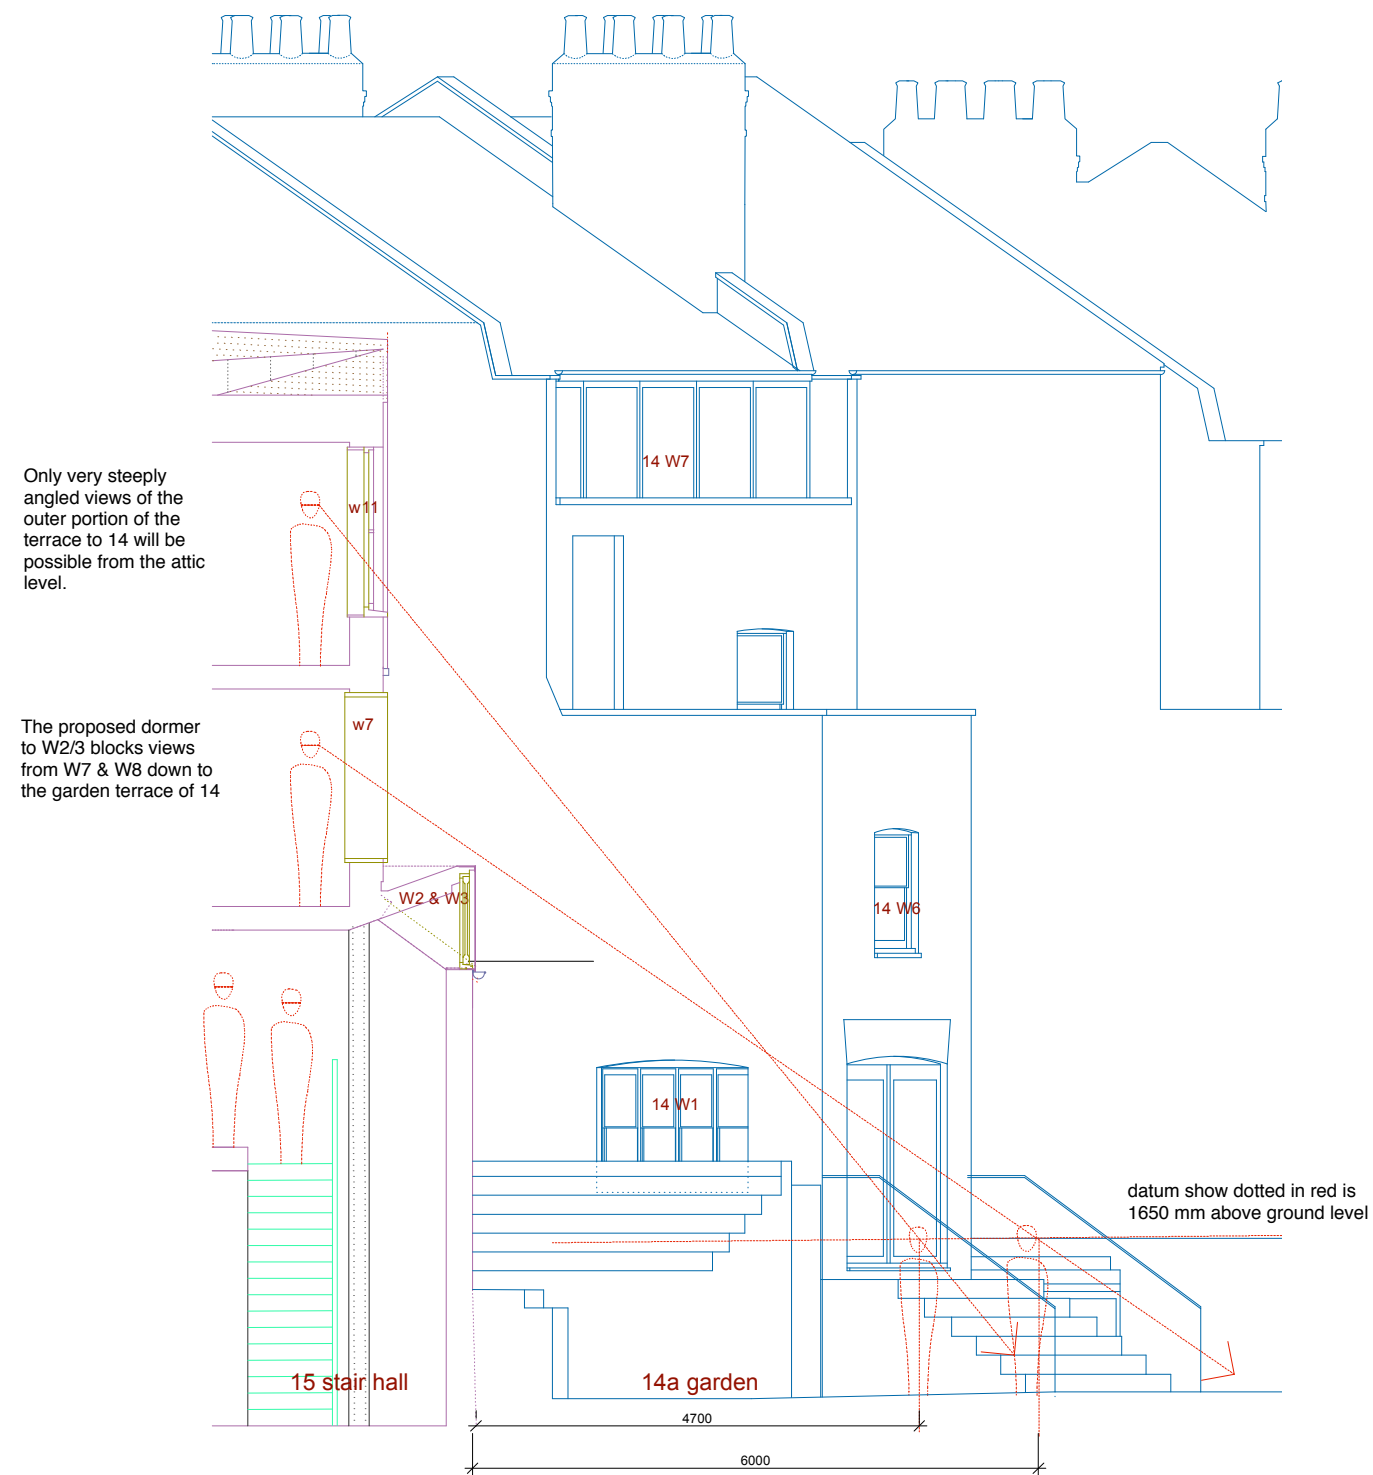 14 W7
Only very steeply
angled views of the
outer portion of the
terrace to 14 will be
possible from the attic
level.
w11
The proposed dormer
to W2/3 blocks views
from W7 & W8 down to
the garden terrace of 14
w7
W2 & W3
14 W6
14 W1
datum show dotted in red is
1650 mm above ground level
15 stair hall
14a garden
4700
6000